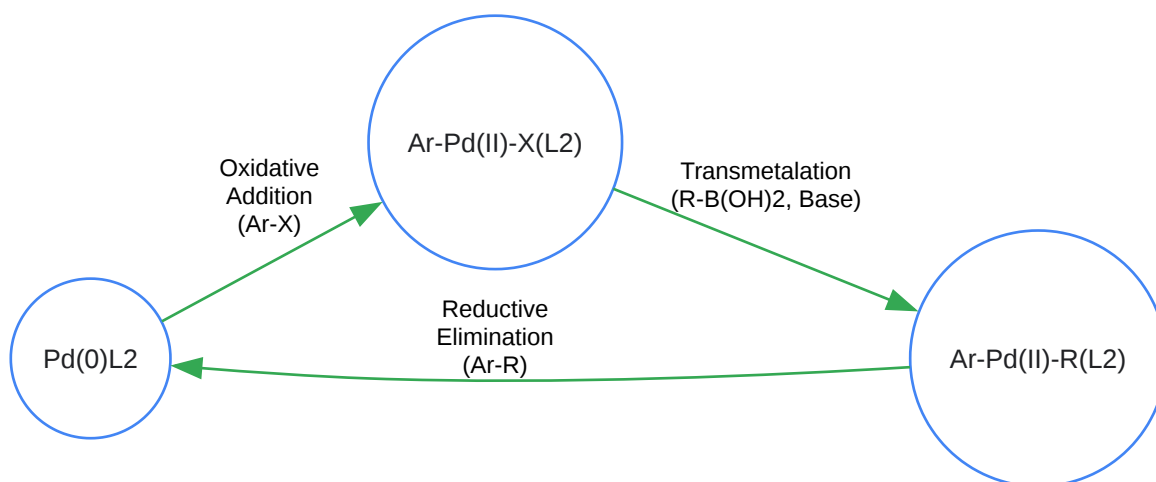 Ar-Pd(II)-X(L2)
Oxidative
Addition
(Ar-X)
Transmetalation
(R-B(OH)2, Base)
Reductive
Elimination
(Ar-R)
Pd(0)L2
Ar-Pd(II)-R(L2)